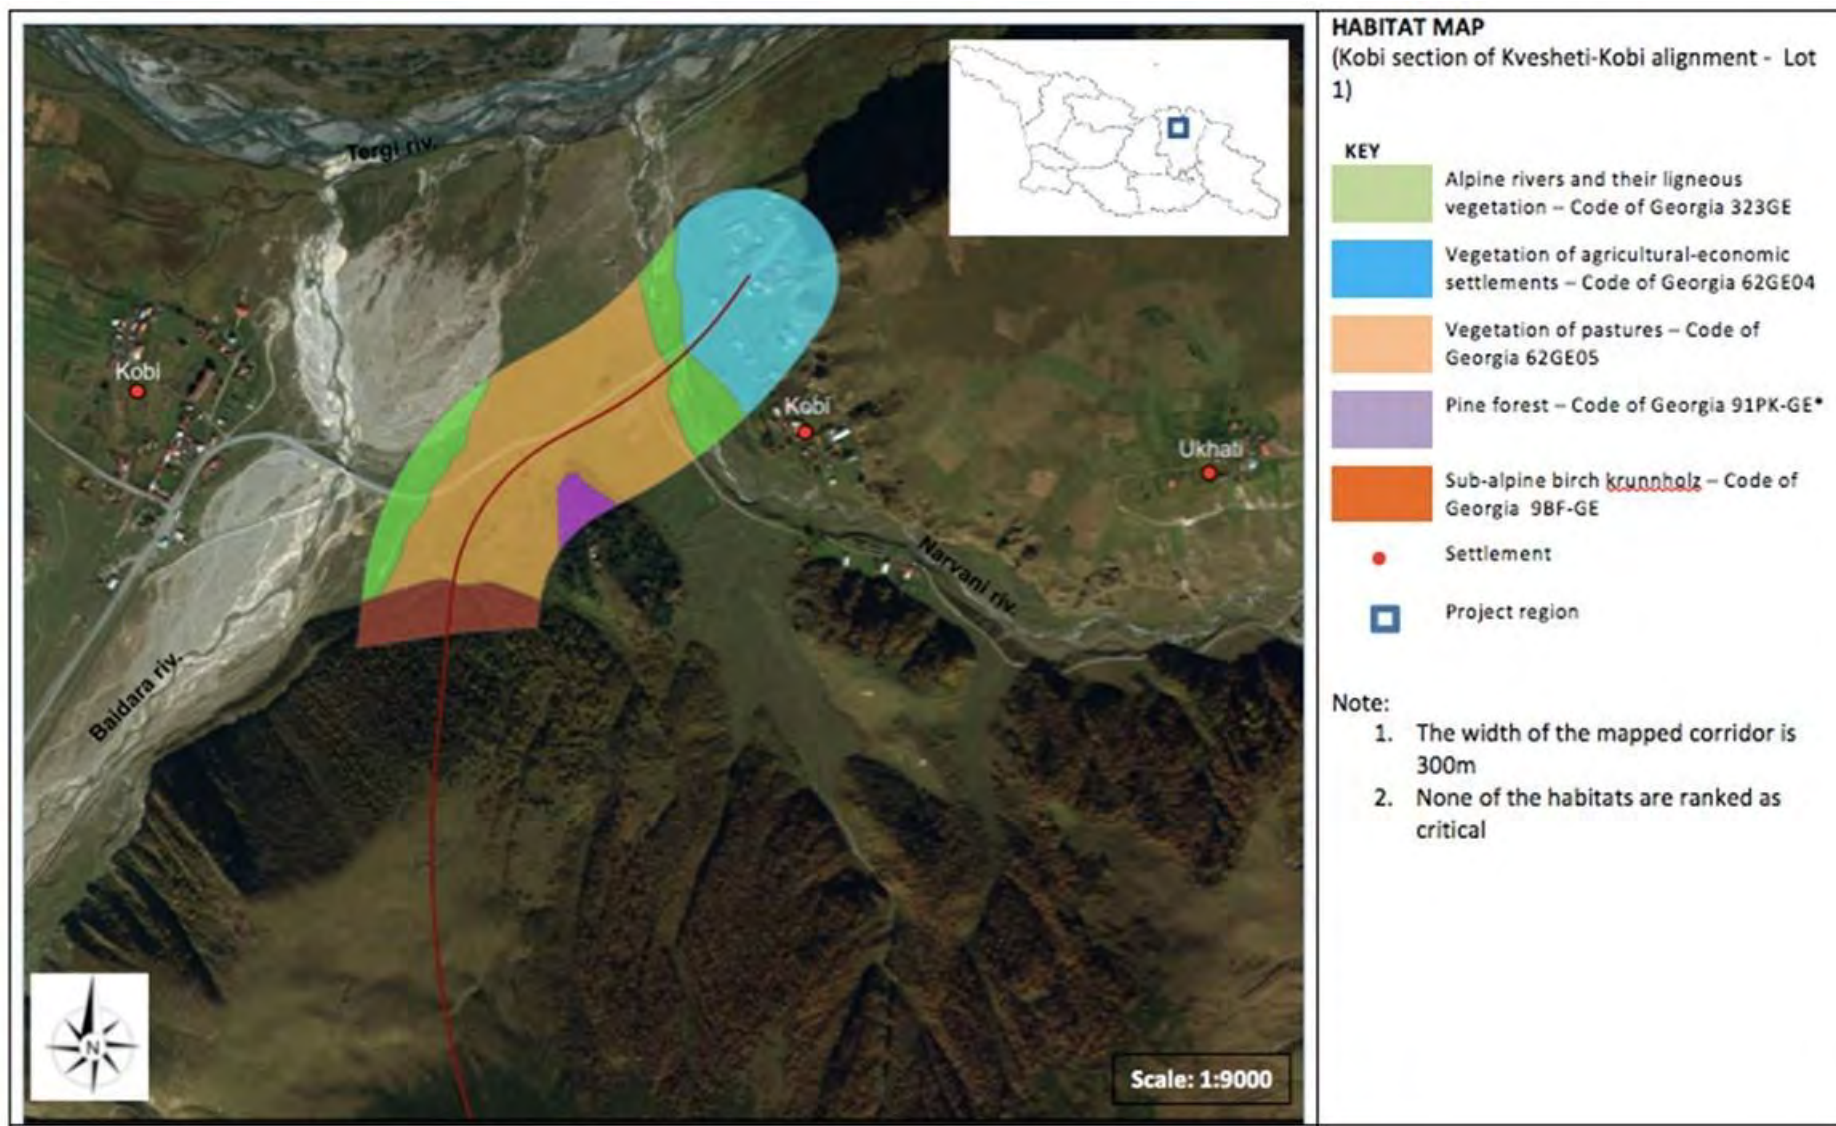 HABITAT MAP
(Kobi section of Kvesheti-Kobi alignment - Lot
1)
KEY
Alpine rivers and their ligneous
vegetation – Code of Georgia 323GE
Vegetation of agricultural-economic
settlements – Code of Georgia 62GE04
Vegetation of pastures – Code of
Georgia 62GE05
Pine forest – Code of Georgia 91PK-GE*
Sub-alpine birch krunnholz – Code of
Georgia 9BF-GE
Settlement
Project region
Note:
1. The width of the mapped corridor is
300m
2. None of the habitats are ranked as
critical
Tergi riv.
Kobi
Kobi
Ukhati
Narvani riv.
Baidara riv.
N
Scale: 1:9000